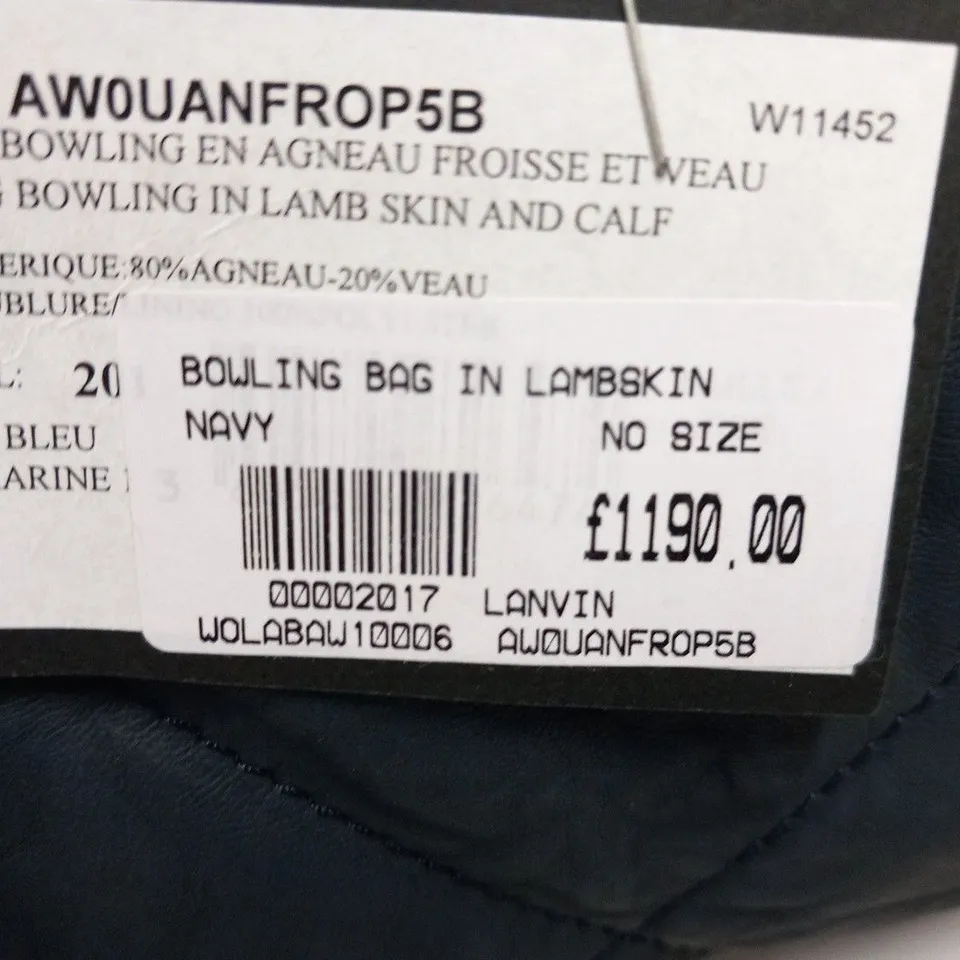 AW0UANFROP5B
W11452
BOWLING EN AGNEAU FROISSE ET VEAU
G BOWLING IN LAMB SKIN AND CALF
ERIQUE:80%AGNEAU-20%VEAU
UBLURE/
L: 20
BLEU
ARINE
BOWLING BAG IN LAMBSKIN
NAVY NO SIZE
£1190.00
00002017 LANVIN
WOLABAW10006 AW0UANFROP5B